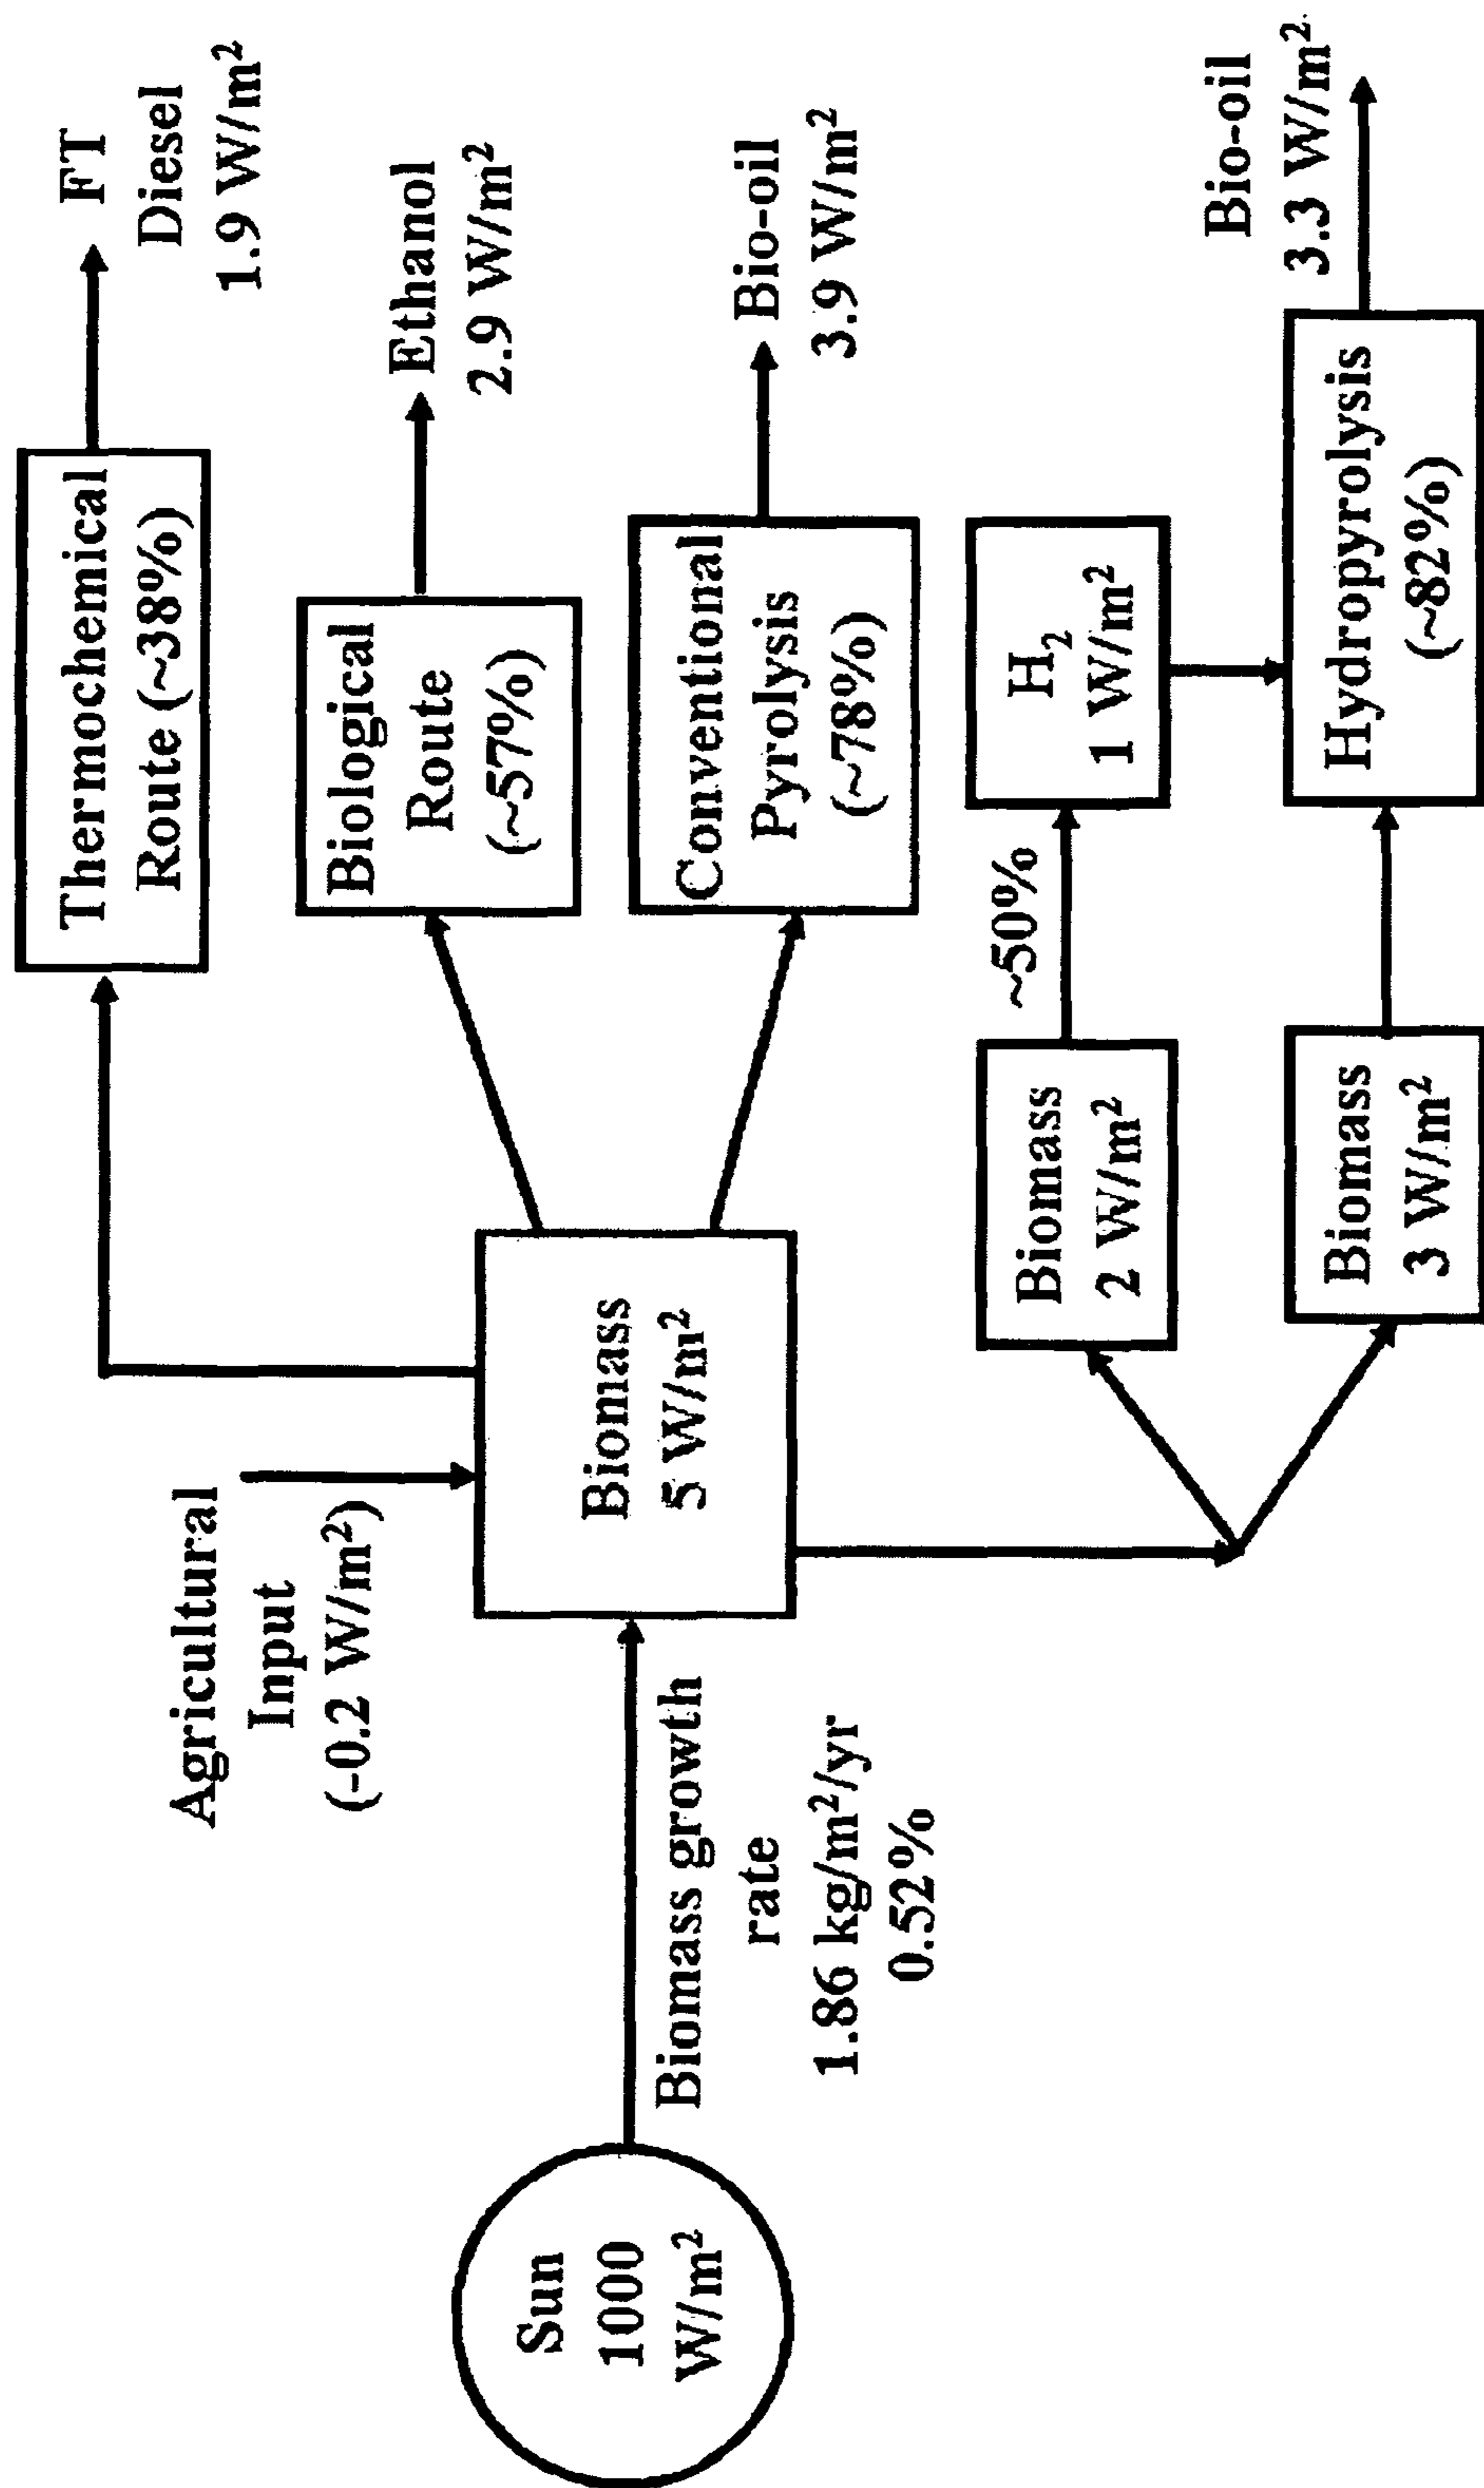 Sun
1000
W/m²
Biomass growth
rate
1.86 kg/m²/yr
0.52%
Agricultural
Input
(-0.2 W/m²)
Biomass
5 W/m²
Thermochemical
Route (~38%)
FT
Diesel
1.9 W/m²
Biological
Route
(~57%)
Ethanol
2.9 W/m²
Conventional
Pyrolysis
(~78%)
Bio-oil
3.9 W/m²
Biomass
2 W/m²
~50%
H₂
1 W/m²
Biomass
3 W/m²
Hydropyrolysis
(~82%)
Bio-oil
3.3 W/m²